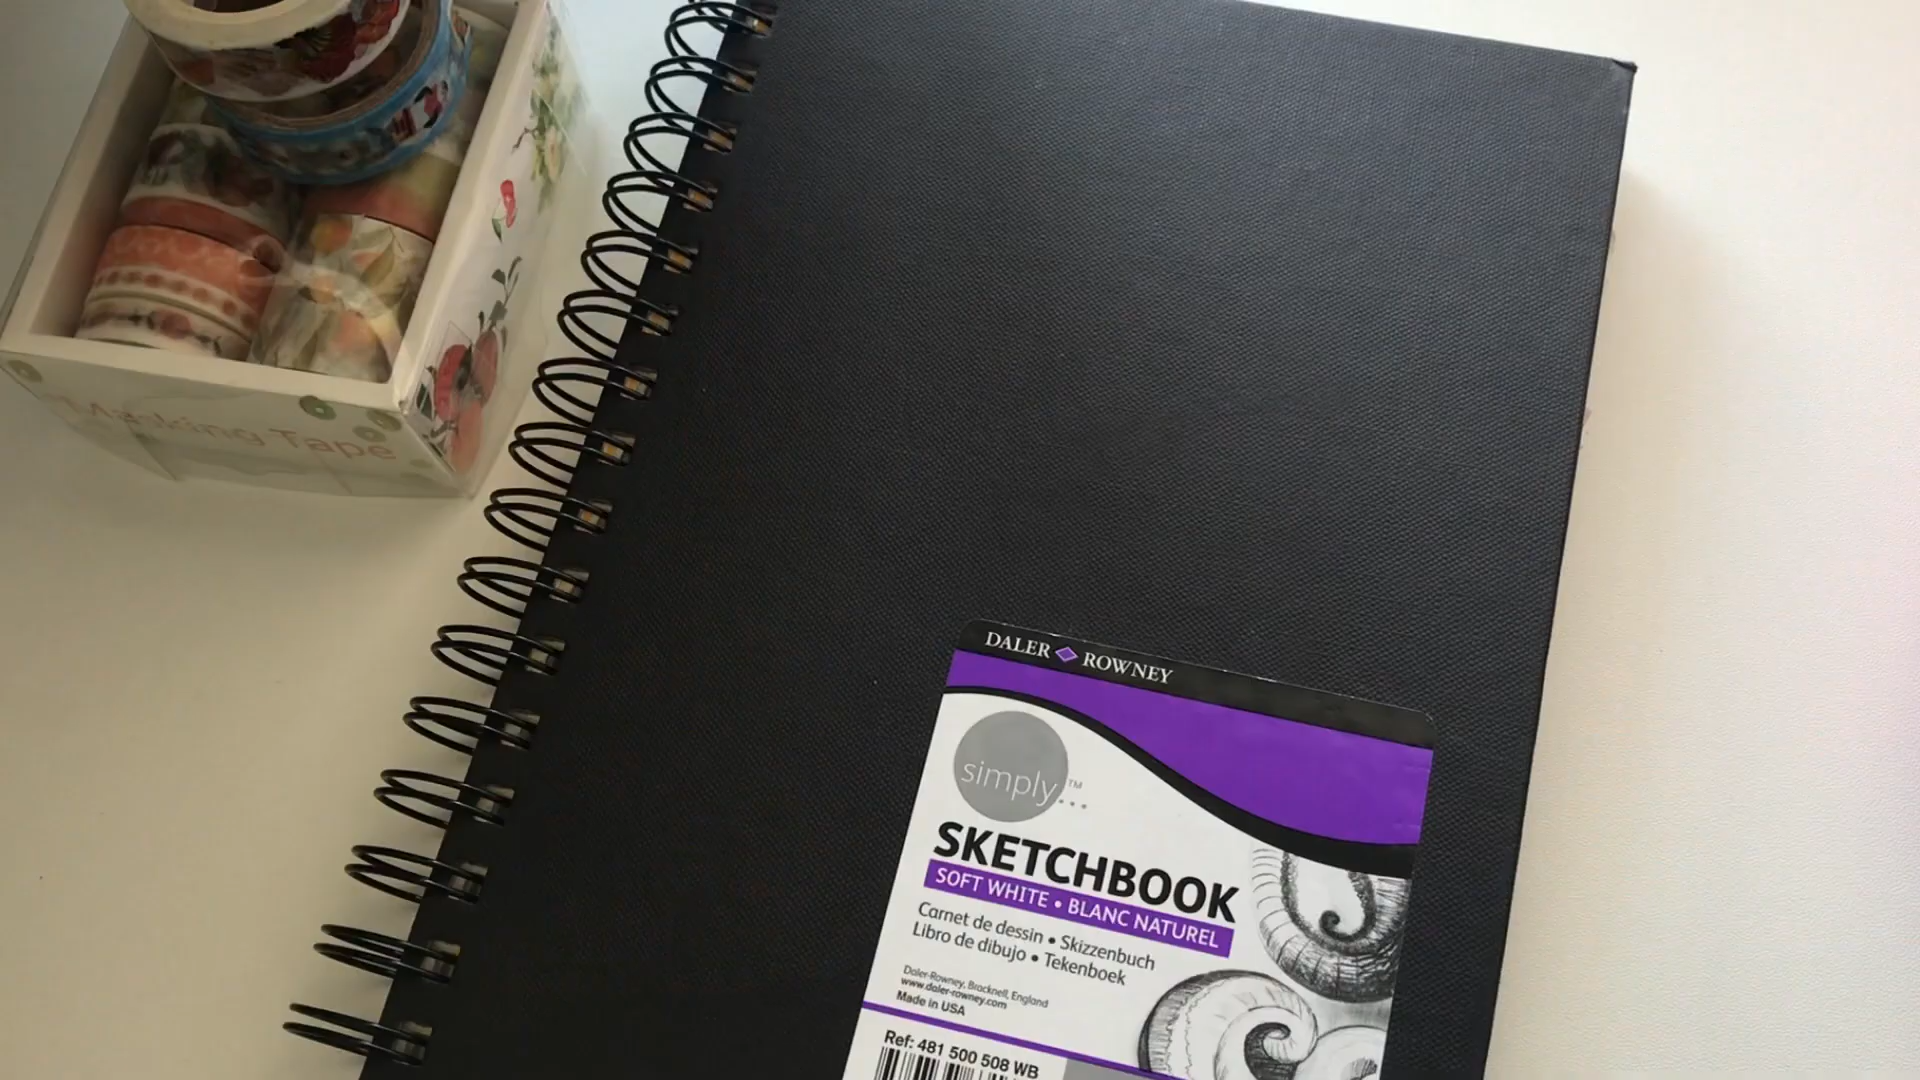 Masking Tape
DALER ROWNEY
simply...™
SKETCHBOOK
SOFT WHITE • BLANC NATUREL
Carnet de dessin • Skizzenbuch
Libro de dibujo • Tekenboek
Daler-Rowney, Bracknell, England
www.daler-rowney.com
Made in USA
Ref: 481 500 508 WB